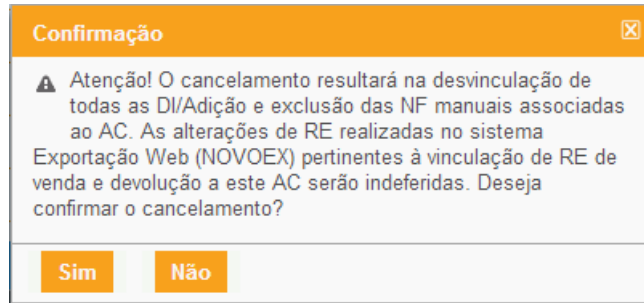 Confirmação
Atenção! O cancelamento resultará na desvinculação de
todas as DI/Adição e exclusão das NF manuais associadas
ao AC. As alterações de RE realizadas no sistema
Exportação Web (NOVOEX) pertinentes à vinculação de RE de
venda e devolução a este AC serão indeferidas. Deseja
confirmar o cancelamento?
Sim
Não